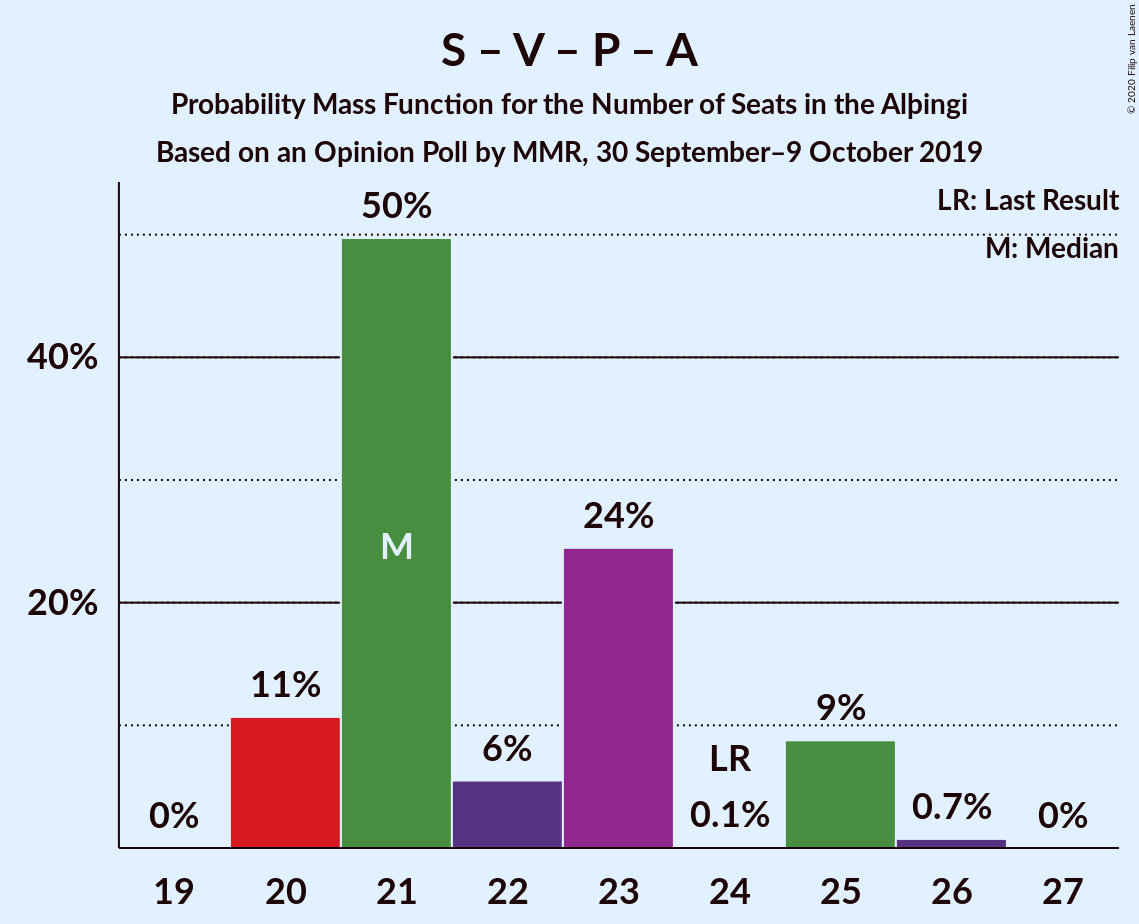 S – V – P – A
Probability Mass Function for the Number of Seats in the Alþingi
Based on an Opinion Poll by MMR, 30 September–9 October 2019
© 2020 Filip van Laenen
LR: Last Result
M: Median
50%
40%
M
24%
20%
11%
9%
6%
LR
0%
0.1%
0.7%
0%
19 20 21 22 23 24 25 26 27